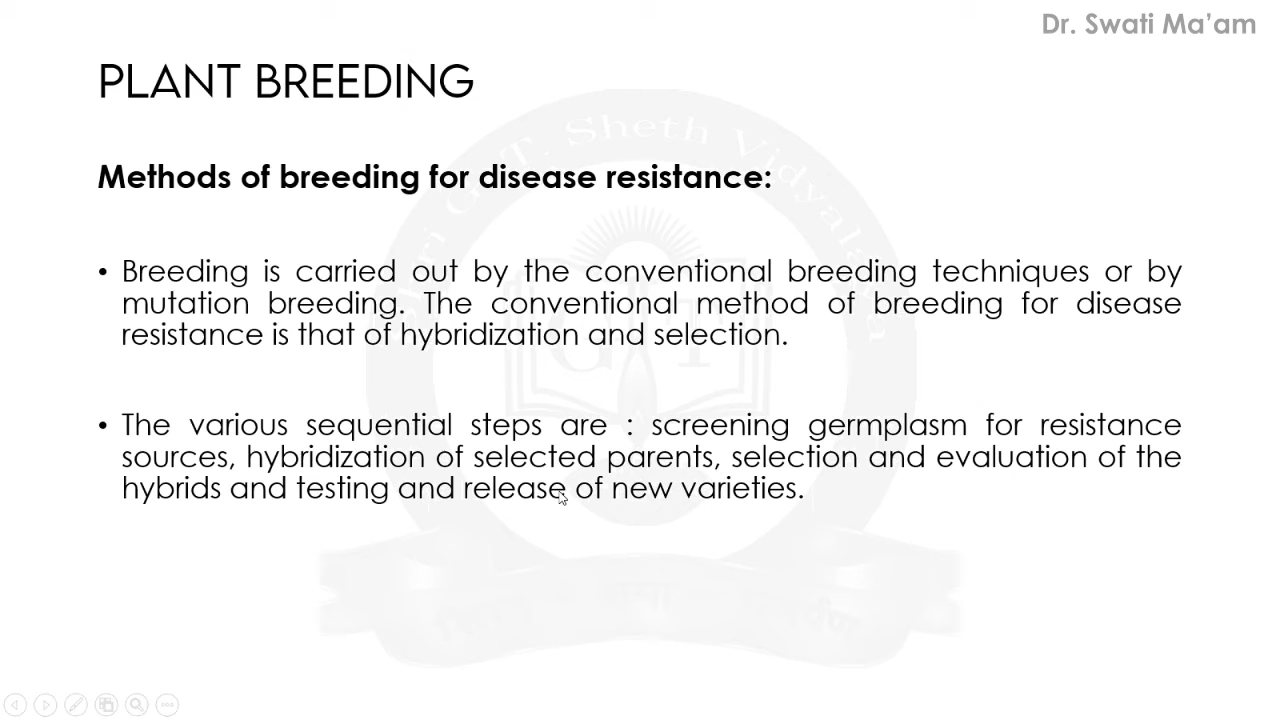 Dr. Swati Ma’am
PLANT BREEDING
Shri G. T. Sheth Vidyalaya
Methods of breeding for disease resistance:
• Breeding is carried out by the conventional breeding techniques or by
mutation breeding. The conventional method of breeding for disease
resistance is that of hybridization and selection.
G T
• The various sequential steps are : screening germplasm for resistance
sources, hybridization of selected parents, selection and evaluation of the
hybrids and testing and release of new varieties.